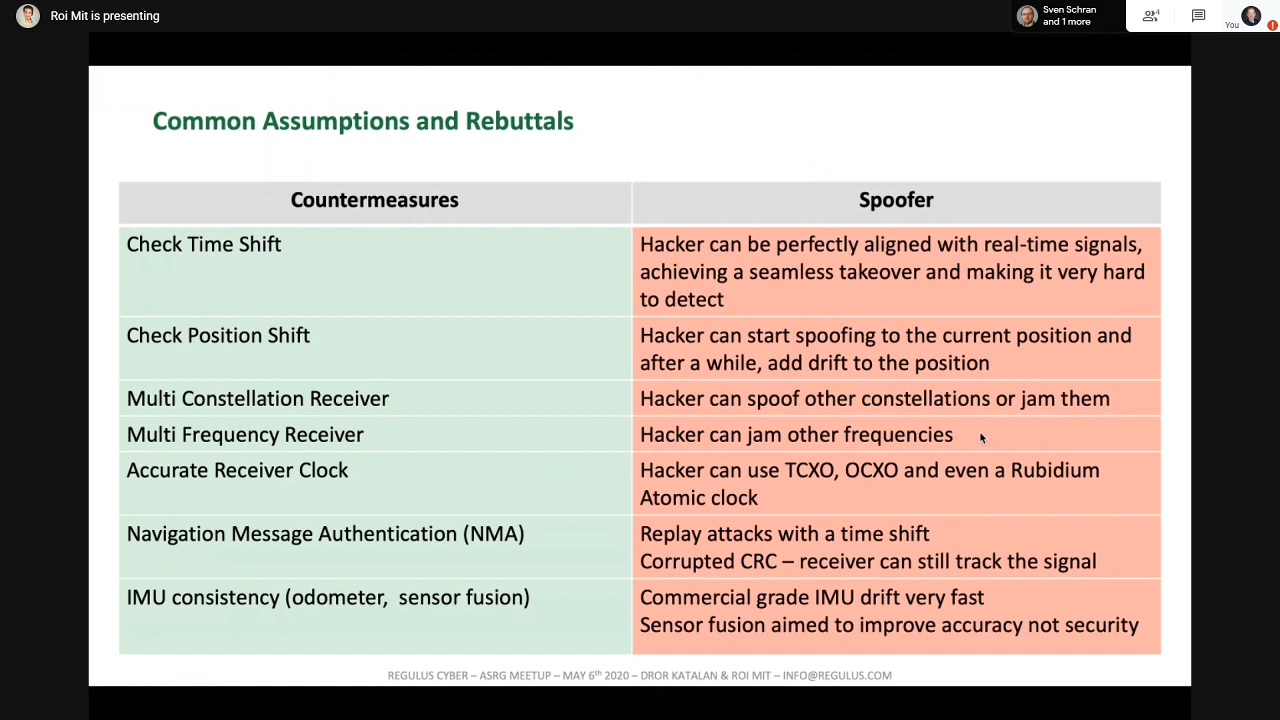 Roi Mit is presenting
Sven Schran
and 1 more
4
You
Common Assumptions and Rebuttals
Countermeasures
Spoofer
Check Time Shift
Hacker can be perfectly aligned with real-time signals,
achieving a seamless takeover and making it very hard
to detect
Check Position Shift
Hacker can start spoofing to the current position and
after a while, add drift to the position
Multi Constellation Receiver
Hacker can spoof other constellations or jam them
Multi Frequency Receiver
Hacker can jam other frequencies
Accurate Receiver Clock
Hacker can use TCXO, OCXO and even a Rubidium
Atomic clock
Navigation Message Authentication (NMA)
Replay attacks with a time shift
Corrupted CRC – receiver can still track the signal
IMU consistency (odometer, sensor fusion)
Commercial grade IMU drift very fast
Sensor fusion aimed to improve accuracy not security
REGULUS CYBER – ASRG MEETUP – MAY 6th 2020 – DROR KATALAN & ROI MIT – INFO@REGULUS.COM